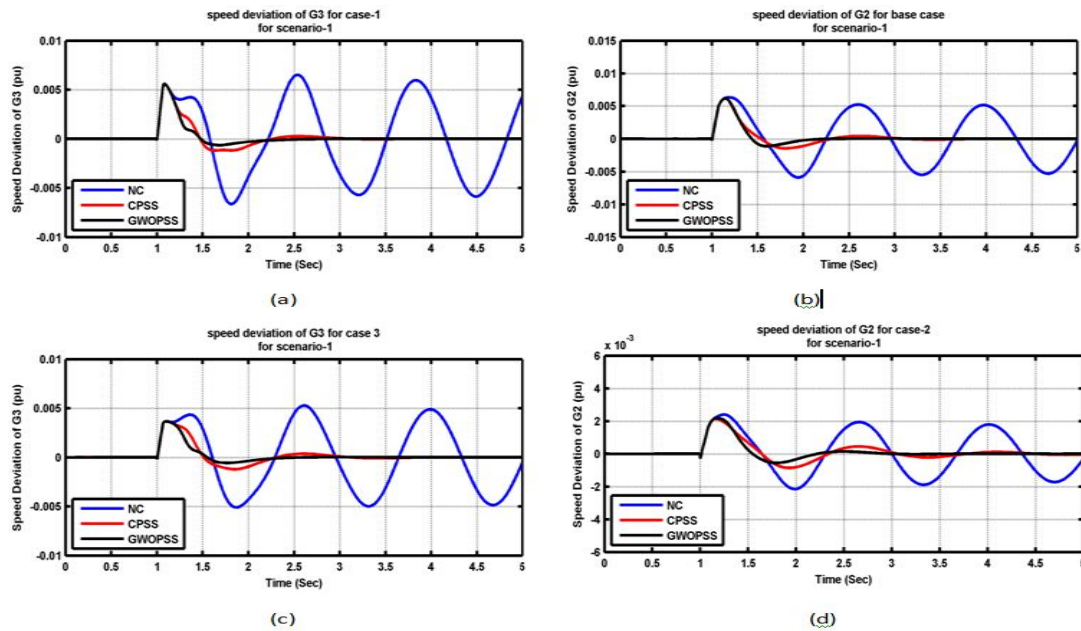 speed deviation of G3 for case-1
for scenario-1
0.01
0.005
0
-0.005
-0.01
Speed Deviation of G3 (pu)
NC
CPSS
GWOPSS
0 0.5 1 1.5 2 2.5 3 3.5 4 4.5 5
Time (Sec)
(a)
speed deviation of G2 for base case
for scenario-1
0.015
0.01
0.005
0
-0.005
-0.01
-0.015
Speed Deviation of G2 (pu)
NC
CPSS
GWOPSS
0 0.5 1 1.5 2 2.5 3 3.5 4 4.5 5
Time (Sec)
(b)
speed deviation of G3 for case 3
for scenario-1
0.01
0.005
0
-0.005
-0.01
Speed Deviation of G3 (pu)
NC
CPSS
GWOPSS
0 0.5 1 1.5 2 2.5 3 3.5 4 4.5 5
Time (Sec)
(c)
speed deviation of G2 for case-2
for scenario-1
x 10⁻³
6
4
2
0
-2
-4
-6
Speed Deviation of G2 (pu)
NC
CPSS
GWOPSS
0 0.5 1 1.5 2 2.5 3 3.5 4 4.5 5
Time (Sec)
(d)